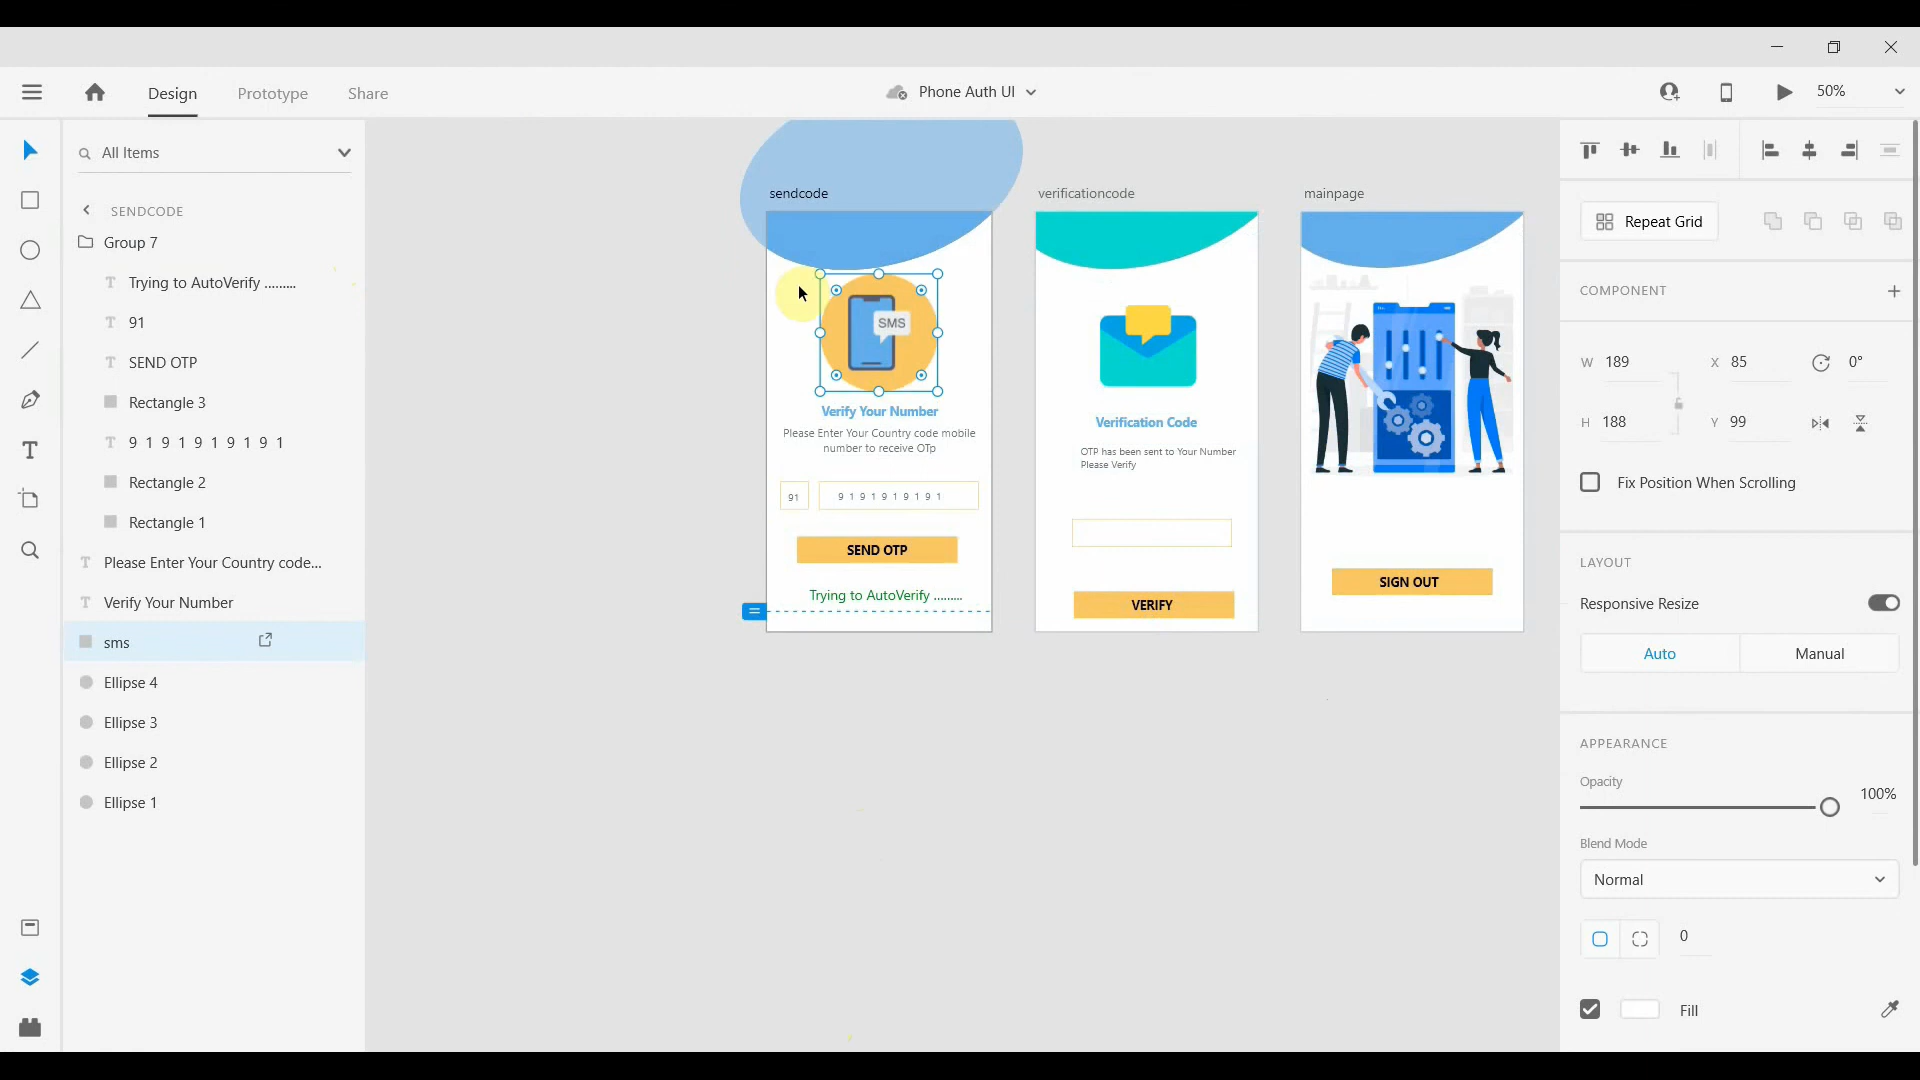 Design
Prototype
Share
Phone Auth UI
50%
All Items
SENDCODE
Group 7
Trying to AutoVerify .........
91
SEND OTP
Rectangle 3
9 1 9 1 9 1 9 1 9 1
Rectangle 2
Rectangle 1
Please Enter Your Country code...
Verify Your Number
sms
Ellipse 4
Ellipse 3
Ellipse 2
Ellipse 1
sendcode
SMS
Verify Your Number
Please Enter Your Country code mobile
number to receive OTp
91
9 1 9 1 9 1 9 1 9 1
SEND OTP
Trying to AutoVerify .........
verificationcode
Verification Code
OTP has been sent to Your Number
Please Verify
VERIFY
mainpage
SIGN OUT
Repeat Grid
COMPONENT
W 189
X 85
0°
H 188
Y 99
Fix Position When Scrolling
LAYOUT
Responsive Resize
Auto
Manual
APPEARANCE
Opacity
100%
Blend Mode
Normal
0
Fill